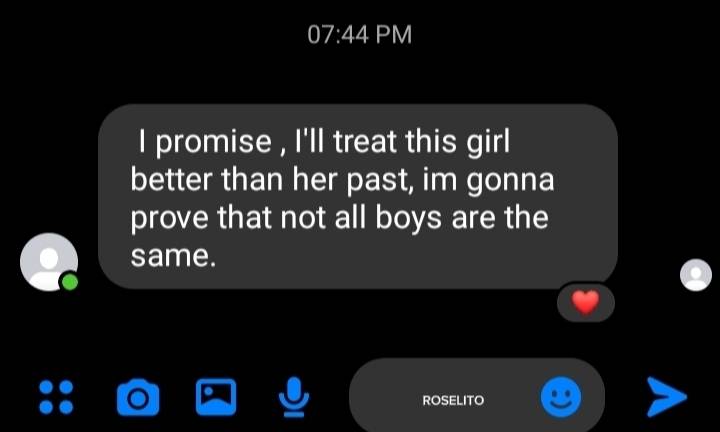 07:44 PM
I promise , I'll treat this girl
better than her past, im gonna
prove that not all boys are the
same.
ROSELITO